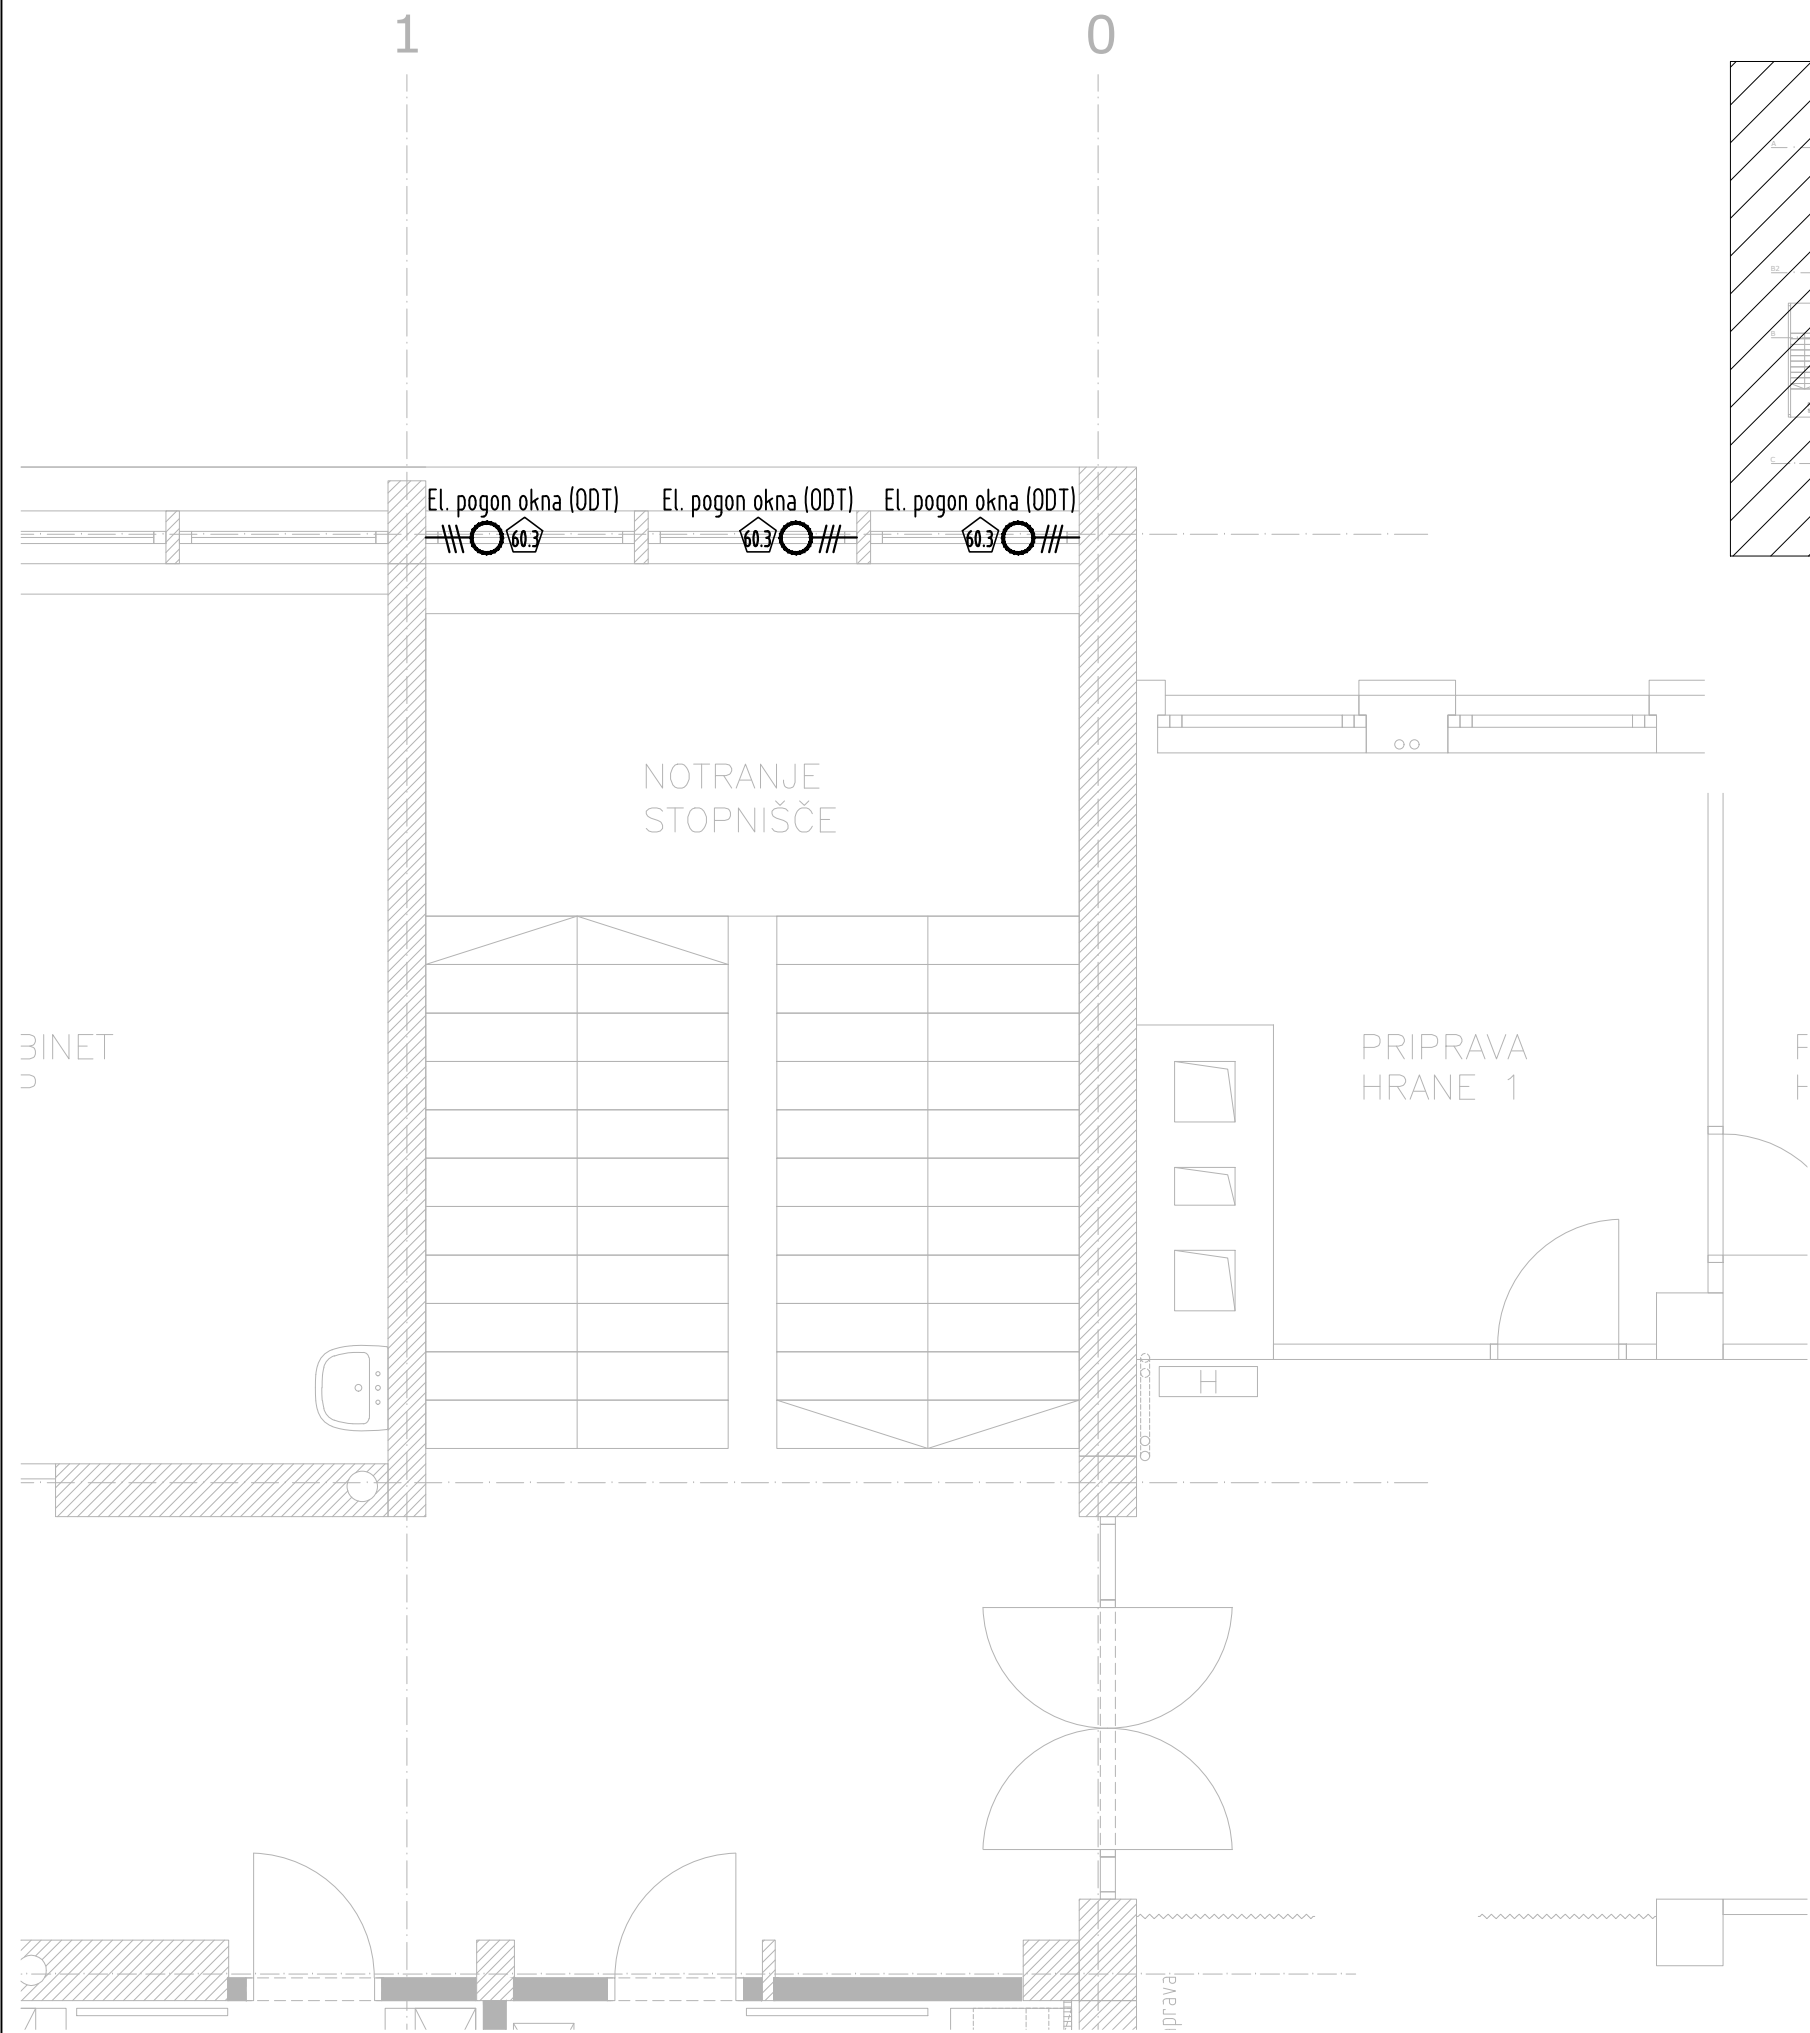 1
0
A
B2
B
C
El. pogon okna (ODT)
El. pogon okna (ODT)
El. pogon okna (ODT)
60.3
60.3
60.3
NOTRANJE
STOPNIŠČE
BINET
P
PRIPRAVA
HRANE 1
H